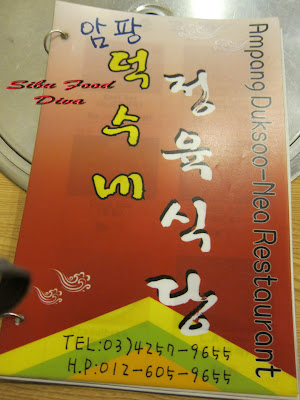 암팡
덕수네
정육식당
Ampang Duksoo-Nea Restaurant
Sibu Food
Diva
TEL:03)4257-9655
H.P:012-605-9655